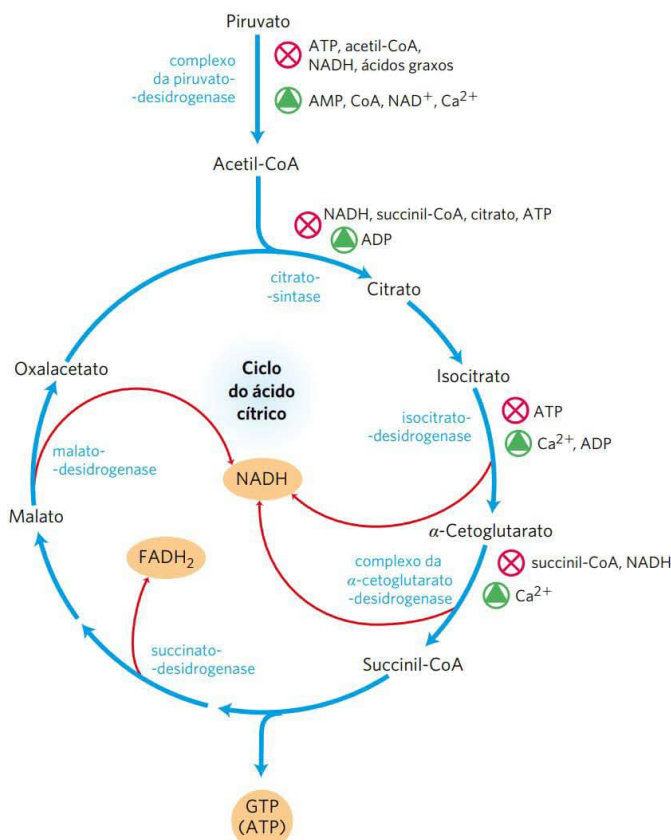 Piruvato
complexo
da piruvato-
-desidrogenase
ATP, acetil-CoA,
NADH, ácidos graxos
AMP, CoA, NAD⁺, Ca²⁺
Acetil-CoA
NADH, succinil-CoA, citrato, ATP
ADP
citrato-
-sintase
Citrato
Oxalacetato
Ciclo
do ácido
cítrico
Isocitrato
isocitrato-
-desidrogenase
ATP
Ca²⁺, ADP
malato-
-desidrogenase
NADH
Malato
α-Cetoglutarato
FADH₂
complexo da
α-cetoglutarato
-desidrogenase
succinil-CoA, NADH
Ca²⁺
succinato-
-desidrogenase
Succinil-CoA
GTP
(ATP)